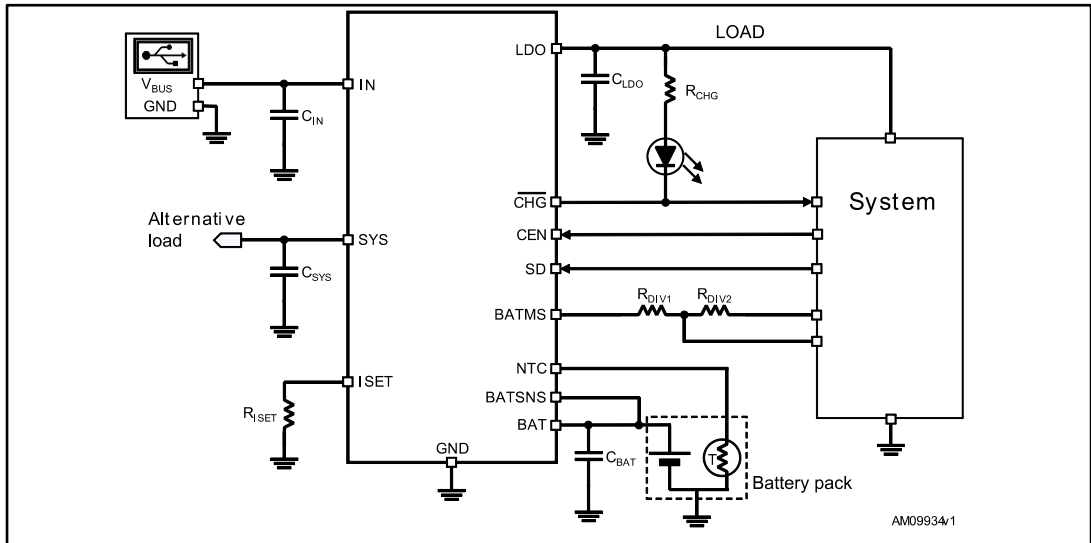 LDO
LOAD
C_LDO
R_CHG
V_BUS
GND
C_IN
IN
CHG
System
Alternative
load
SYS
CEN
C_SYS
SD
R_DIV1
R_DIV2
BATMS
NTC
ISET
BATSNS
R_ISET
BAT
GND
C_BAT
T
Battery pack
AM09934v1